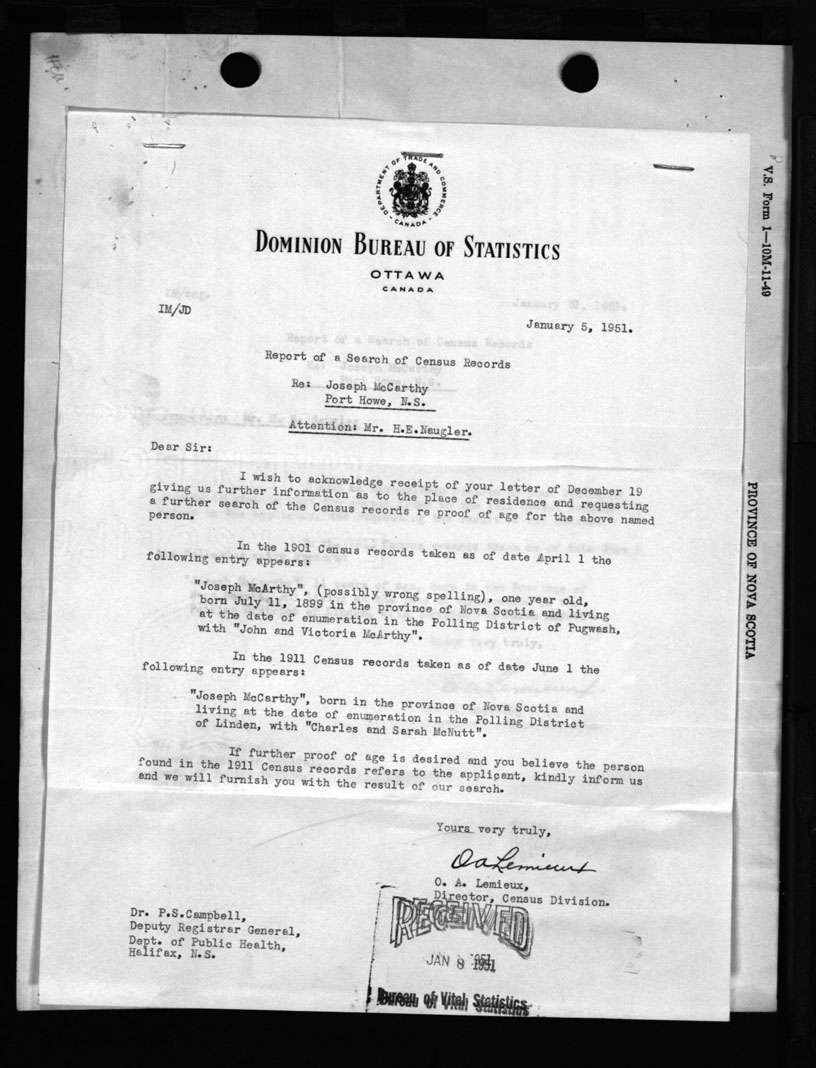 DEPARTMENT OF TRADE AND COMMERCE
CANADA
DOMINION BUREAU OF STATISTICS
OTTAWA
CANADA
IM/JD
January 5, 1951.
Report of a Search of Census Records
Re: Joseph McCarthy
Port Howe, N.S.
Attention: Mr. H.E.Naugler.
Dear Sir:
I wish to acknowledge receipt of your letter of December 19
giving us further information as to the place of residence and requesting
a further search of the Census records re proof of age for the above named
person.
In the 1901 Census records taken as of date April 1 the
following entry appears:
"Joseph McArthy", (possibly wrong spelling), one year old,
born July 11, 1899 in the province of Nova Scotia and living
at the date of enumeration in the Polling District of Pugwash,
with "John and Victoria McArthy".
In the 1911 Census records taken as of date June 1 the
following entry appears:
"Joseph McCarthy", born in the province of Nova Scotia and
living at the date of enumeration in the Polling District
of Linden, with "Charles and Sarah McNutt".
If further proof of age is desired and you believe the person
found in the 1911 Census records refers to the applicant, kindly inform us
and we will furnish you with the result of our search.
Yours very truly,
O A Lemieux
O. A. Lemieux,
Director, Census Division.
Dr. P.S.Campbell,
Deputy Registrar General,
Dept. of Public Health,
Halifax, N.S.
RECEIVED
JAN 8 1951
Bureau of Vital Statistics
V.S. Form 1—10M-11-49
PROVINCE OF NOVA SCOTIA